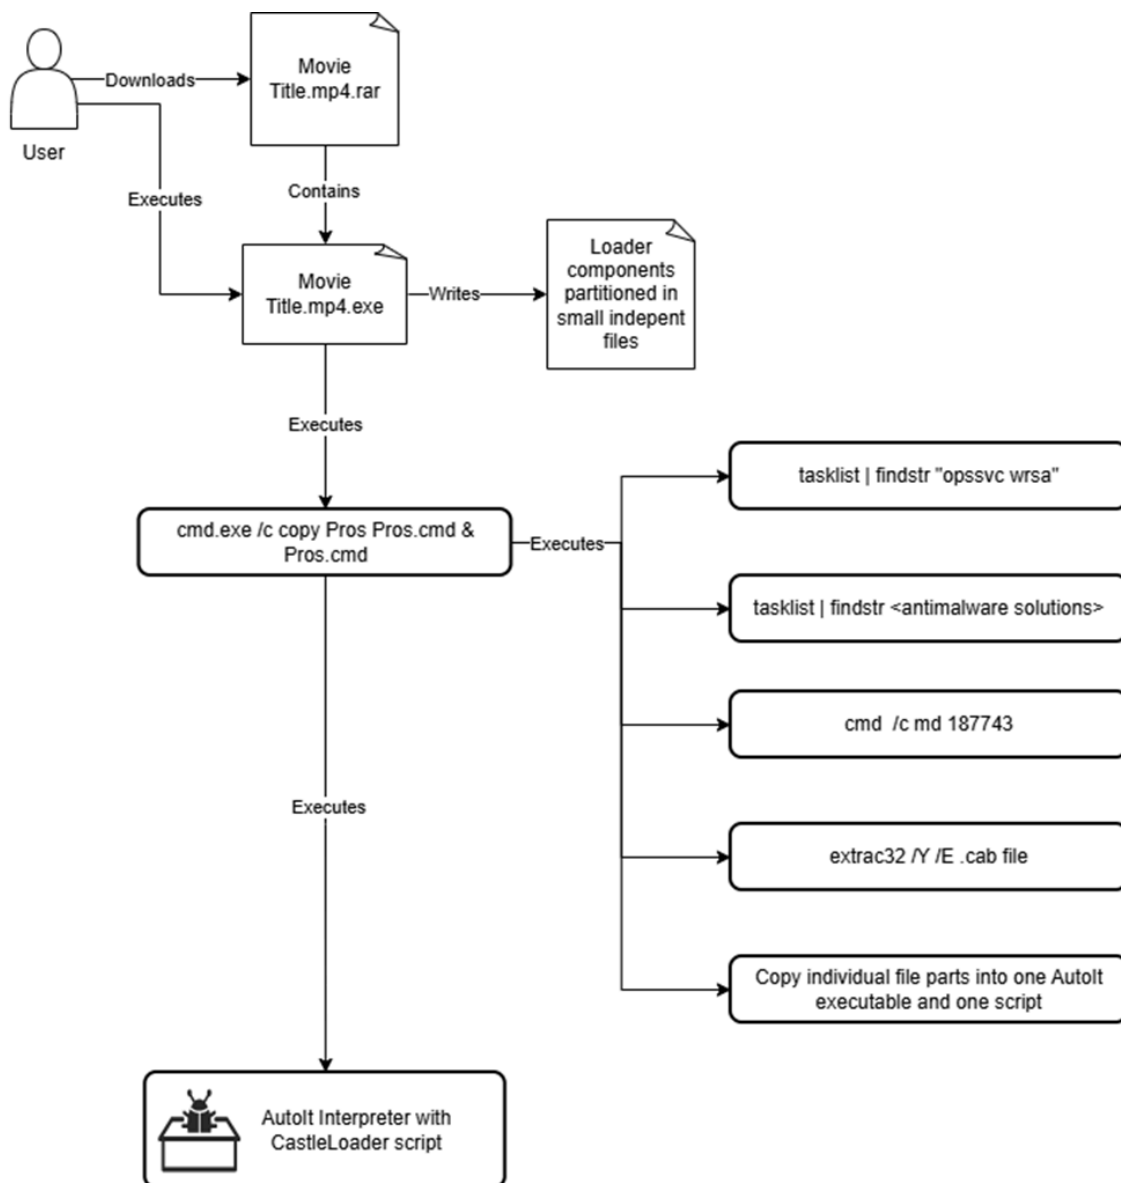 Movie
Title.mp4.rar
Downloads
User
Contains
Executes
Movie
Title.mp4.exe
Writes
Loader
components
partitioned in
small indepent
files
Executes
cmd.exe /c copy Pros Pros.cmd &
Pros.cmd
Executes
tasklist | findstr "opssvc wrsa"
tasklist | findstr <antimalware solutions>
cmd /c md 187743
extrac32 /Y /E .cab file
Copy individual file parts into one AutoIt
executable and one script
Executes
AutoIt Interpreter with
CastleLoader script